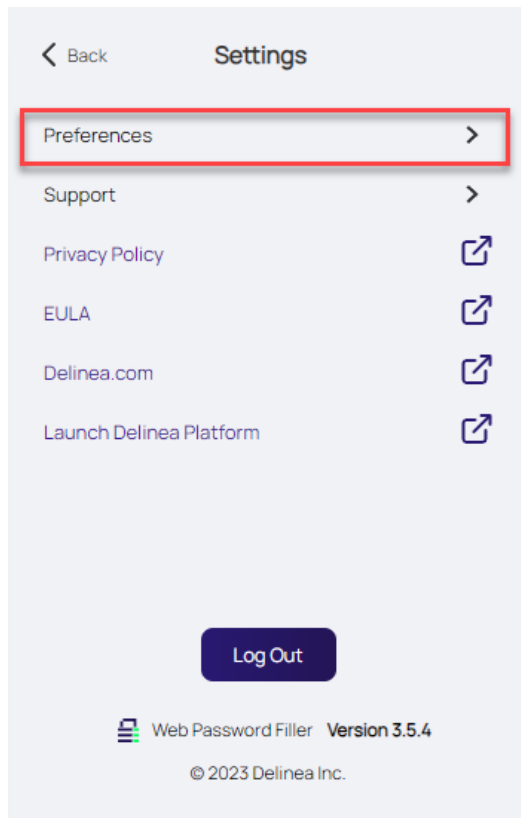 Back Settings
Preferences
Support
Privacy Policy
EULA
Delinea.com
Launch Delinea Platform
Log Out
Web Password Filler Version 3.5.4
© 2023 Delinea Inc.